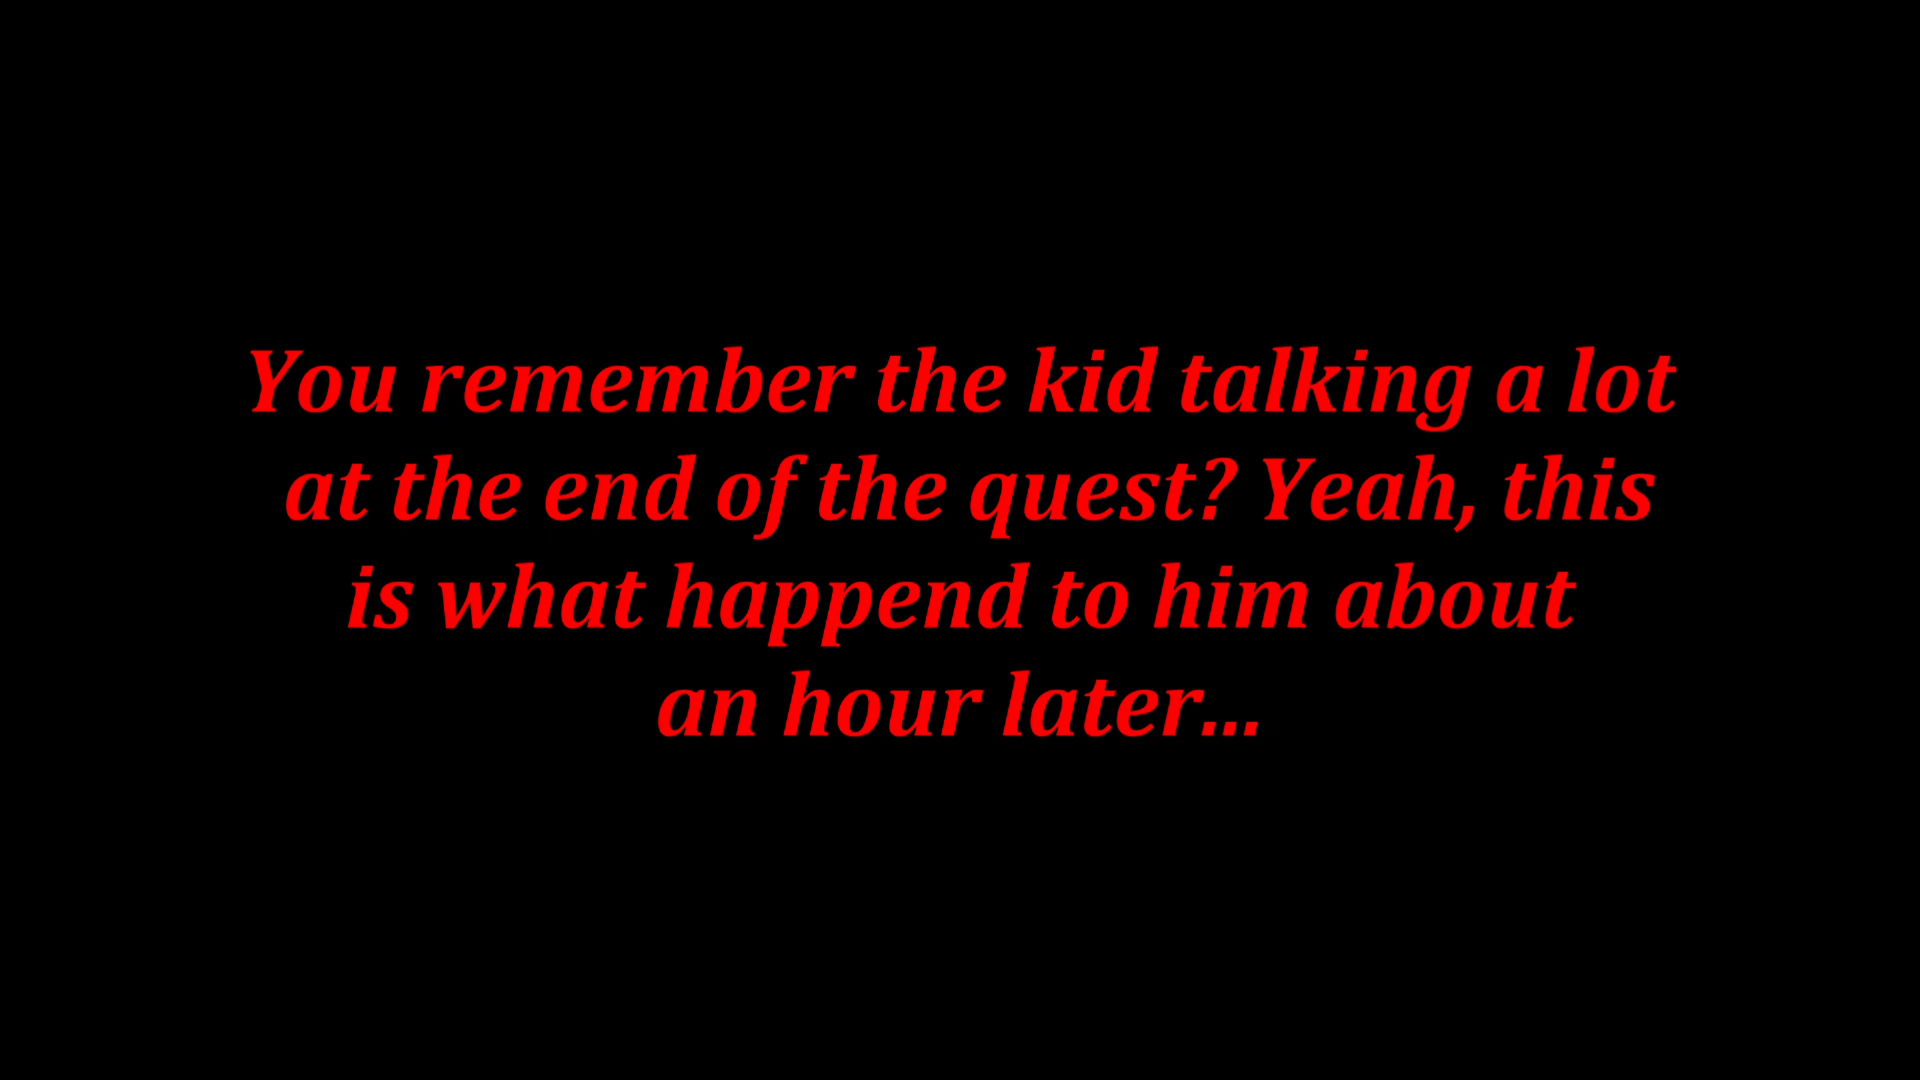 You remember the kid talking a lot
at the end of the quest? Yeah, this
is what happend to him about
an hour later...